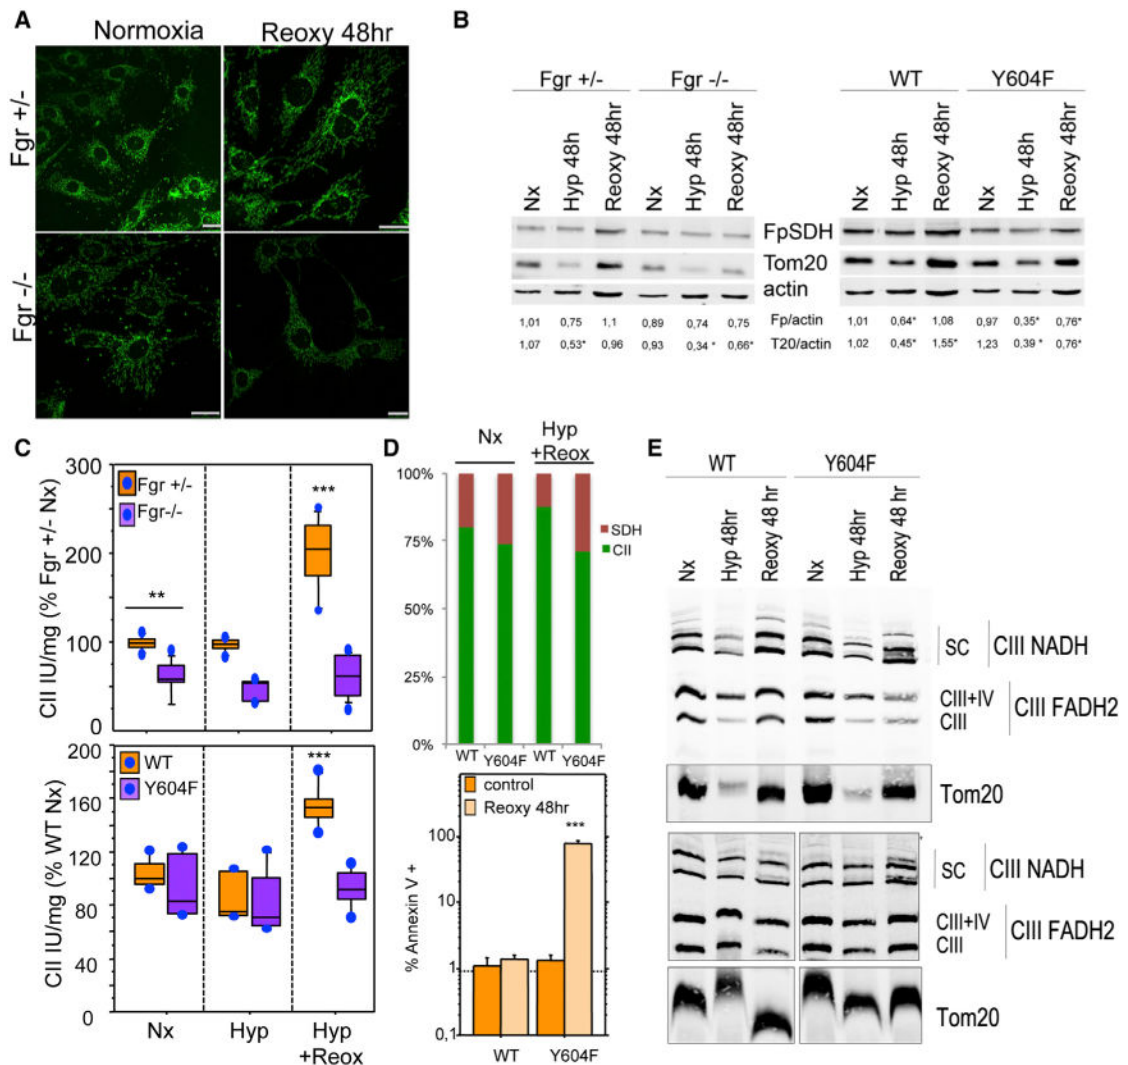 A
Normoxia
Reoxy 48hr
Fgr +/-
Fgr -/-
B
Fgr +/-
Fgr -/-
WT
Y604F
Nx
Hyp 48h
Reoxy 48hr
Nx
Hyp 48h
Reoxy 48hr
Nx
Hyp 48h
Reoxy 48hr
Nx
Hyp 48h
Reoxy 48hr
FpSDH
Tom20
actin
1,01 0,75 1,1 0,89 0,74 0,75 Fp/actin 1,01 0,64* 1,08 0,97 0,35* 0,76*
1,07 0,53* 0,96 0,93 0,34 * 0,66* T20/actin 1,02 0,45* 1,55* 1,23 0,39 * 0,76*
C
CII IU/mg (% Fgr +/- Nx)
300
200
100
50
0
Fgr +/-
Fgr-/-
**
***
CII IU/mg (% WT Nx)
200
160
120
80
40
0
WT
Y604F
***
Nx
Hyp
Hyp
+Reox
D
Nx
Hyp
+Reox
100%
75%
50%
25%
0%
SDH
CII
WT
Y604F
WT
Y604F
control
Reoxy 48hr
***
% Annexin V +
100
10
1
0,1
WT
Y604F
E
WT
Y604F
Nx
Hyp 48hr
Reoxy 48 hr
Nx
Hyp 48hr
Reoxy 48 hr
SC
CIII NADH
CIII+IV
CIII
CIII FADH2
Tom20
SC
CIII NADH
CIII+IV
CIII
CIII FADH2
Tom20